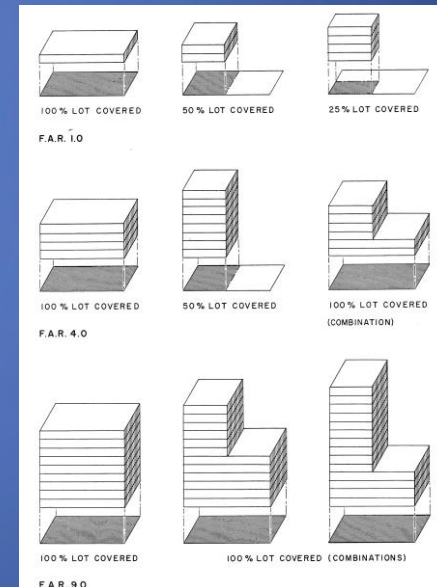 100% LOT COVERED
50% LOT COVERED
25% LOT COVERED
F.A.R. 1.0
100% LOT COVERED
50% LOT COVERED
100% LOT COVERED
(COMBINATION)
F.A.R. 4.0
100% LOT COVERED
100% LOT COVERED (COMBINATIONS)
F.A.R. 9.0